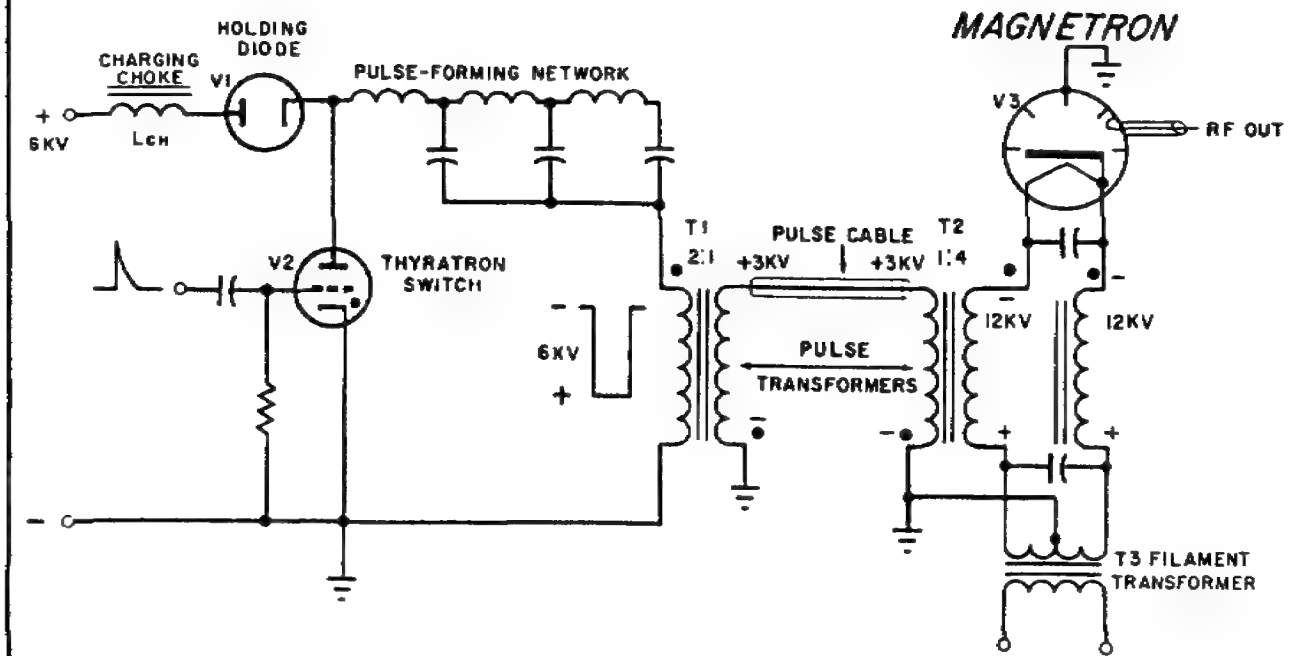 MAGNETRON
HOLDING
DIODE
CHARGING
CHOKE
V1
PULSE-FORMING NETWORK
+
6KV
LCH
V3
RF OUT
V2
THYRATRON
SWITCH
T1
2:1
PULSE CABLE
+3KV
+3KV
T2
1:4
-
-
-
6KV
+
12KV
12KV
PULSE
TRANSFORMERS
-
-
+
+
-
T3 FILAMENT
TRANSFORMER